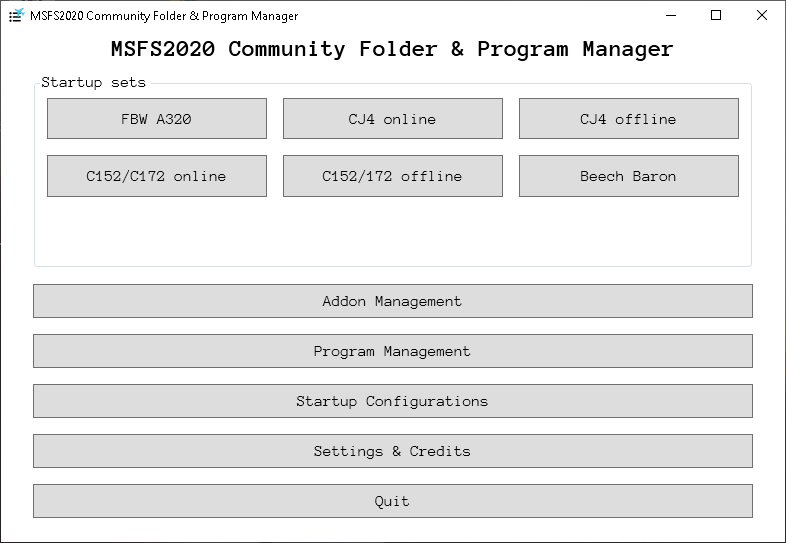 MSFS2020 Community Folder & Program Manager
MSFS2020 Community Folder & Program Manager
Startup sets
FBW A320
CJ4 online
CJ4 offline
C152/C172 online
C152/172 offline
Beech Baron
Addon Management
Program Management
Startup Configurations
Settings & Credits
Quit